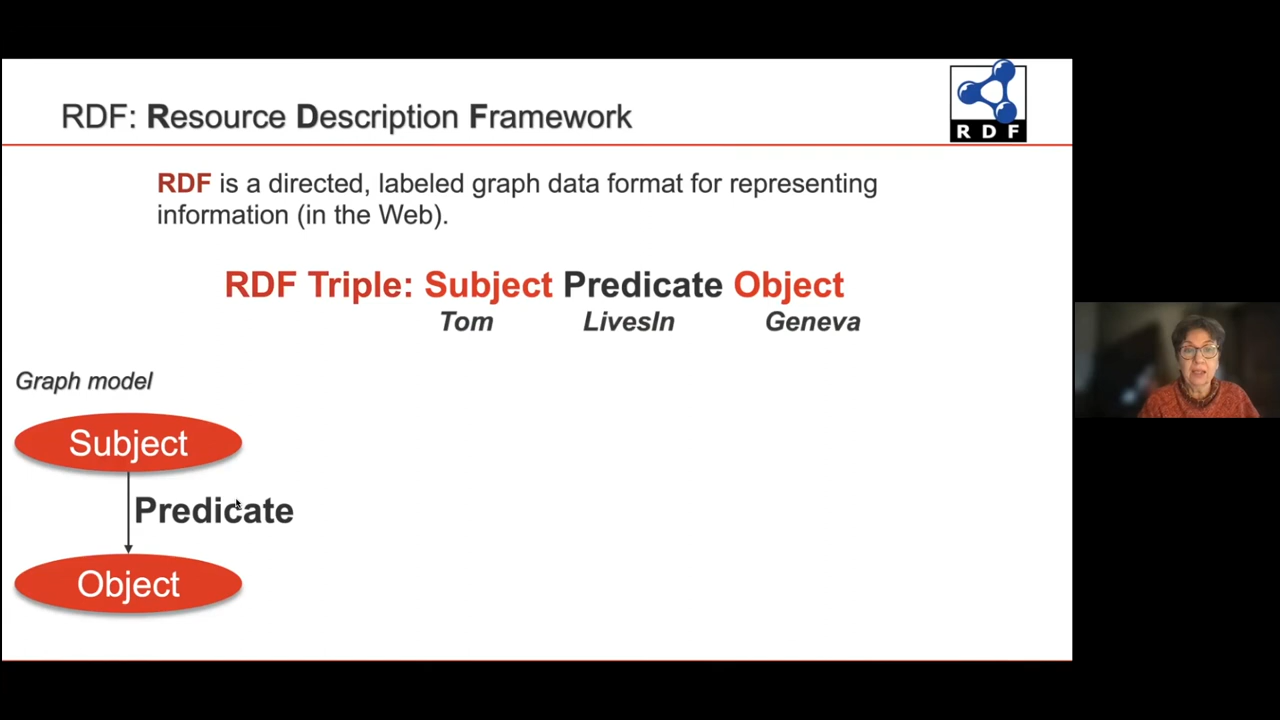 RDF: Resource Description Framework
RDF
RDF is a directed, labeled graph data format for representing
information (in the Web).
RDF Triple: Subject Predicate Object
Tom LivesIn Geneva
Graph model
Subject
Predicate
Object